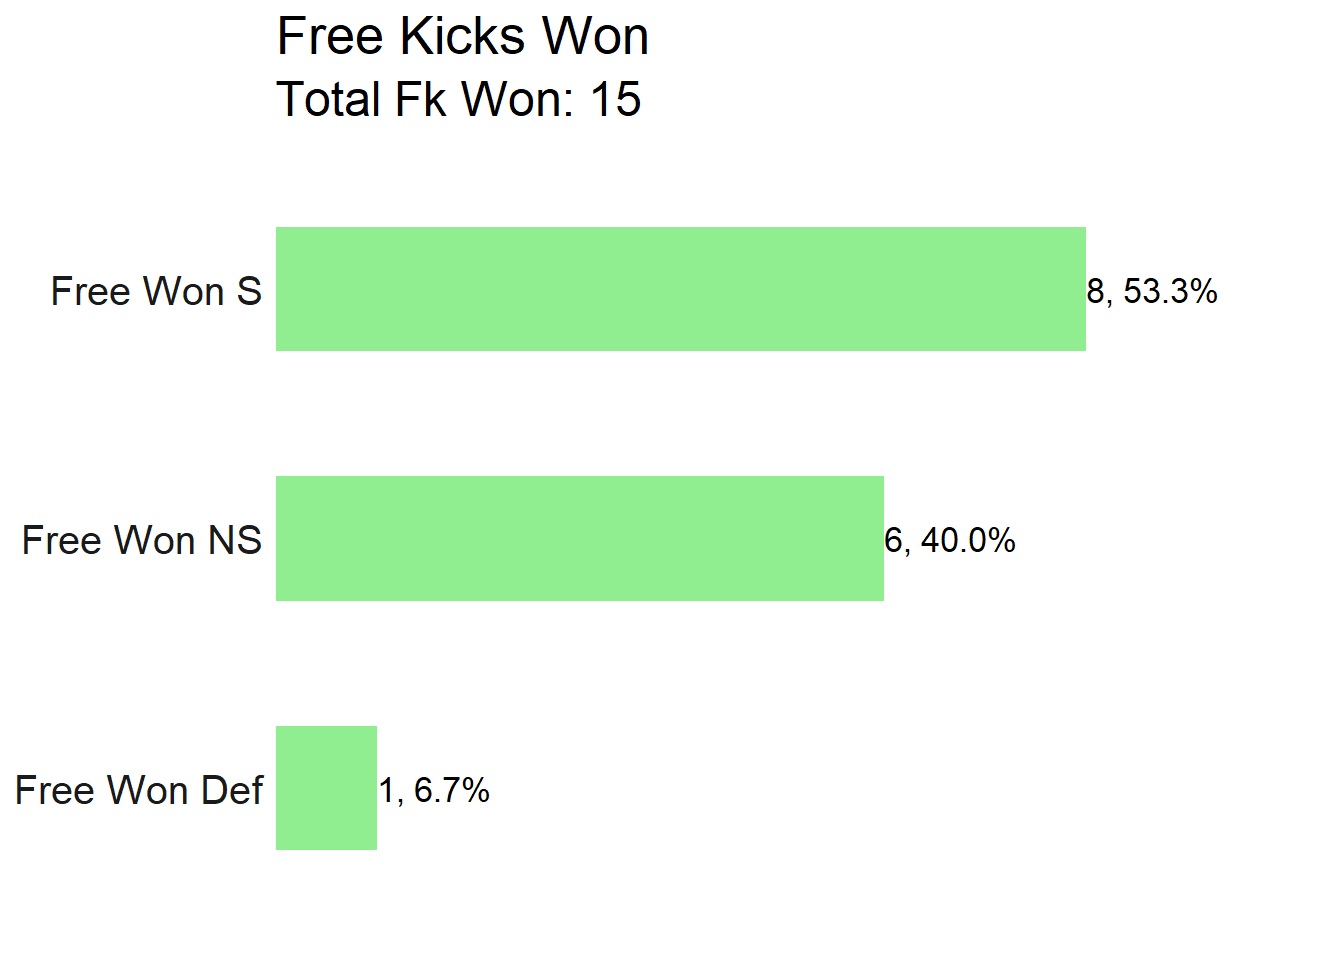 Free Kicks Won
Total Fk Won: 15
Free Won S
8, 53.3%
Free Won NS
6, 40.0%
Free Won Def
1, 6.7%